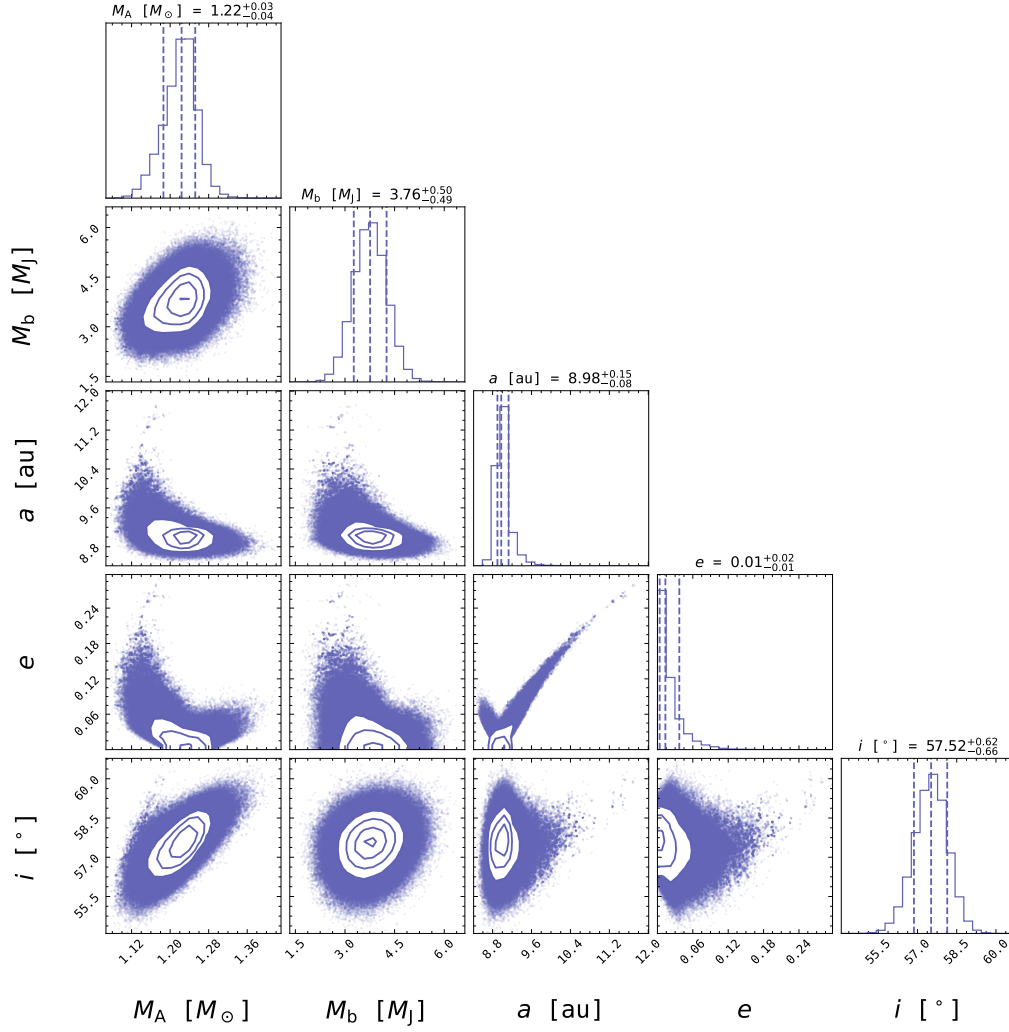 M_A [M_⊙] = 1.22^{+0.03}_{-0.04}
M_b [M_J] = 3.76^{+0.50}_{-0.49}
a [au] = 8.98^{+0.15}_{-0.08}
e = 0.01^{+0.02}_{-0.01}
i [°] = 57.52^{+0.62}_{-0.66}
M_b [M_J]
6.0
4.5
3.0
1.5
a [au]
12.0
11.2
10.4
9.6
8.8
e
0.24
0.18
0.12
0.06
i [°]
60.0
58.5
57.0
55.5
1.12 1.20 1.28 1.36
1.5 3.0 4.5 6.0
8.8 9.6 10.4 11.2 12.0
0.06 0.12 0.18 0.24
55.5 57.0 58.5 60.0
M_A [M_⊙]
M_b [M_J]
a [au]
e
i [°]